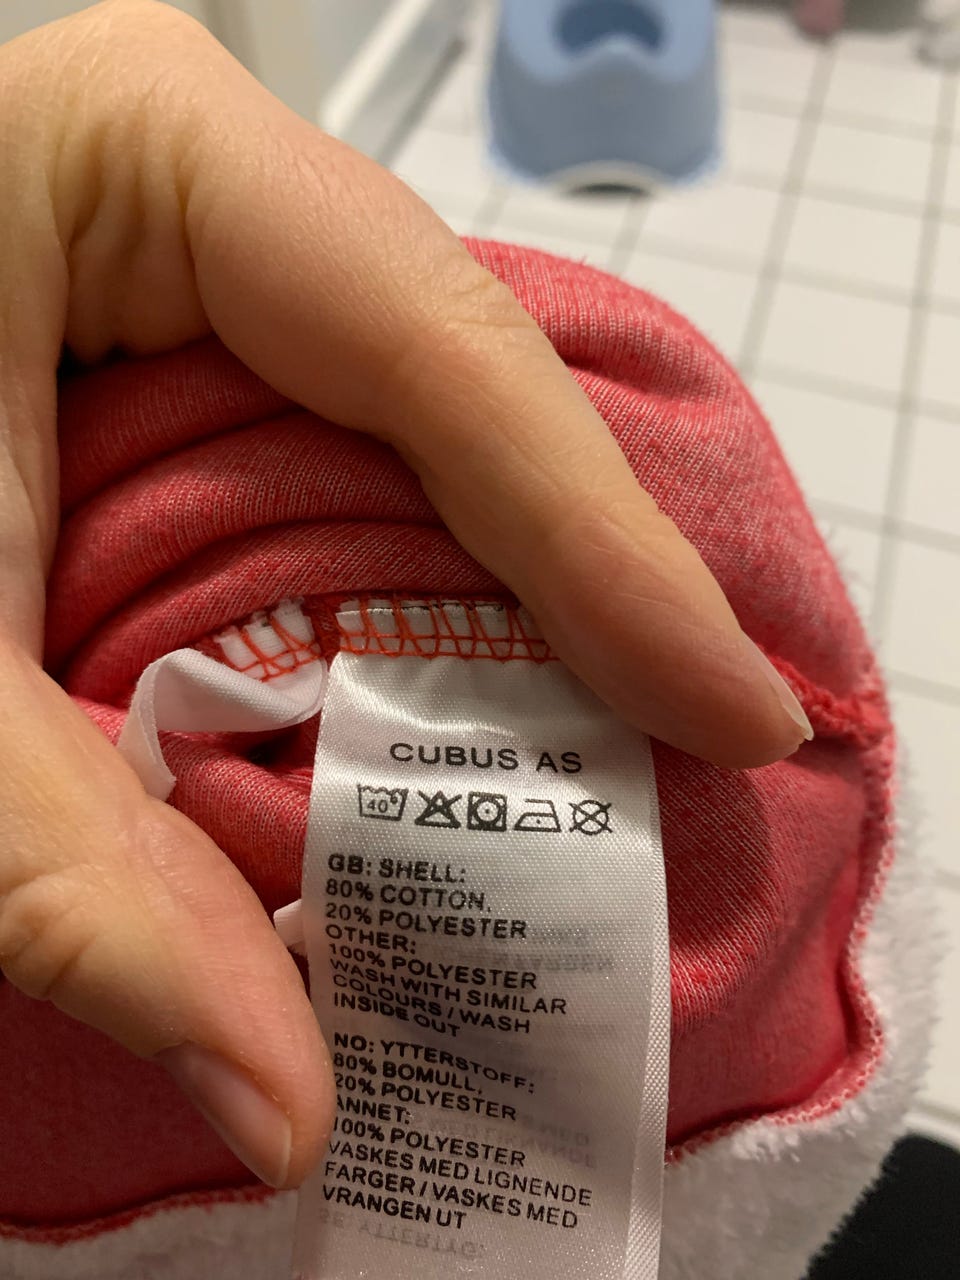 CUBUS AS
40°
GB: SHELL:
80% COTTON,
20% POLYESTER
OTHER:
100% POLYESTER
WASH WITH SIMILAR
COLOURS / WASH
INSIDE OUT
NO: YTTERSTOFF:
80% BOMULL,
20% POLYESTER
ANNET:
100% POLYESTER
VASKES MED LIGNENDE
FARGER / VASKES MED
VRANGEN UT